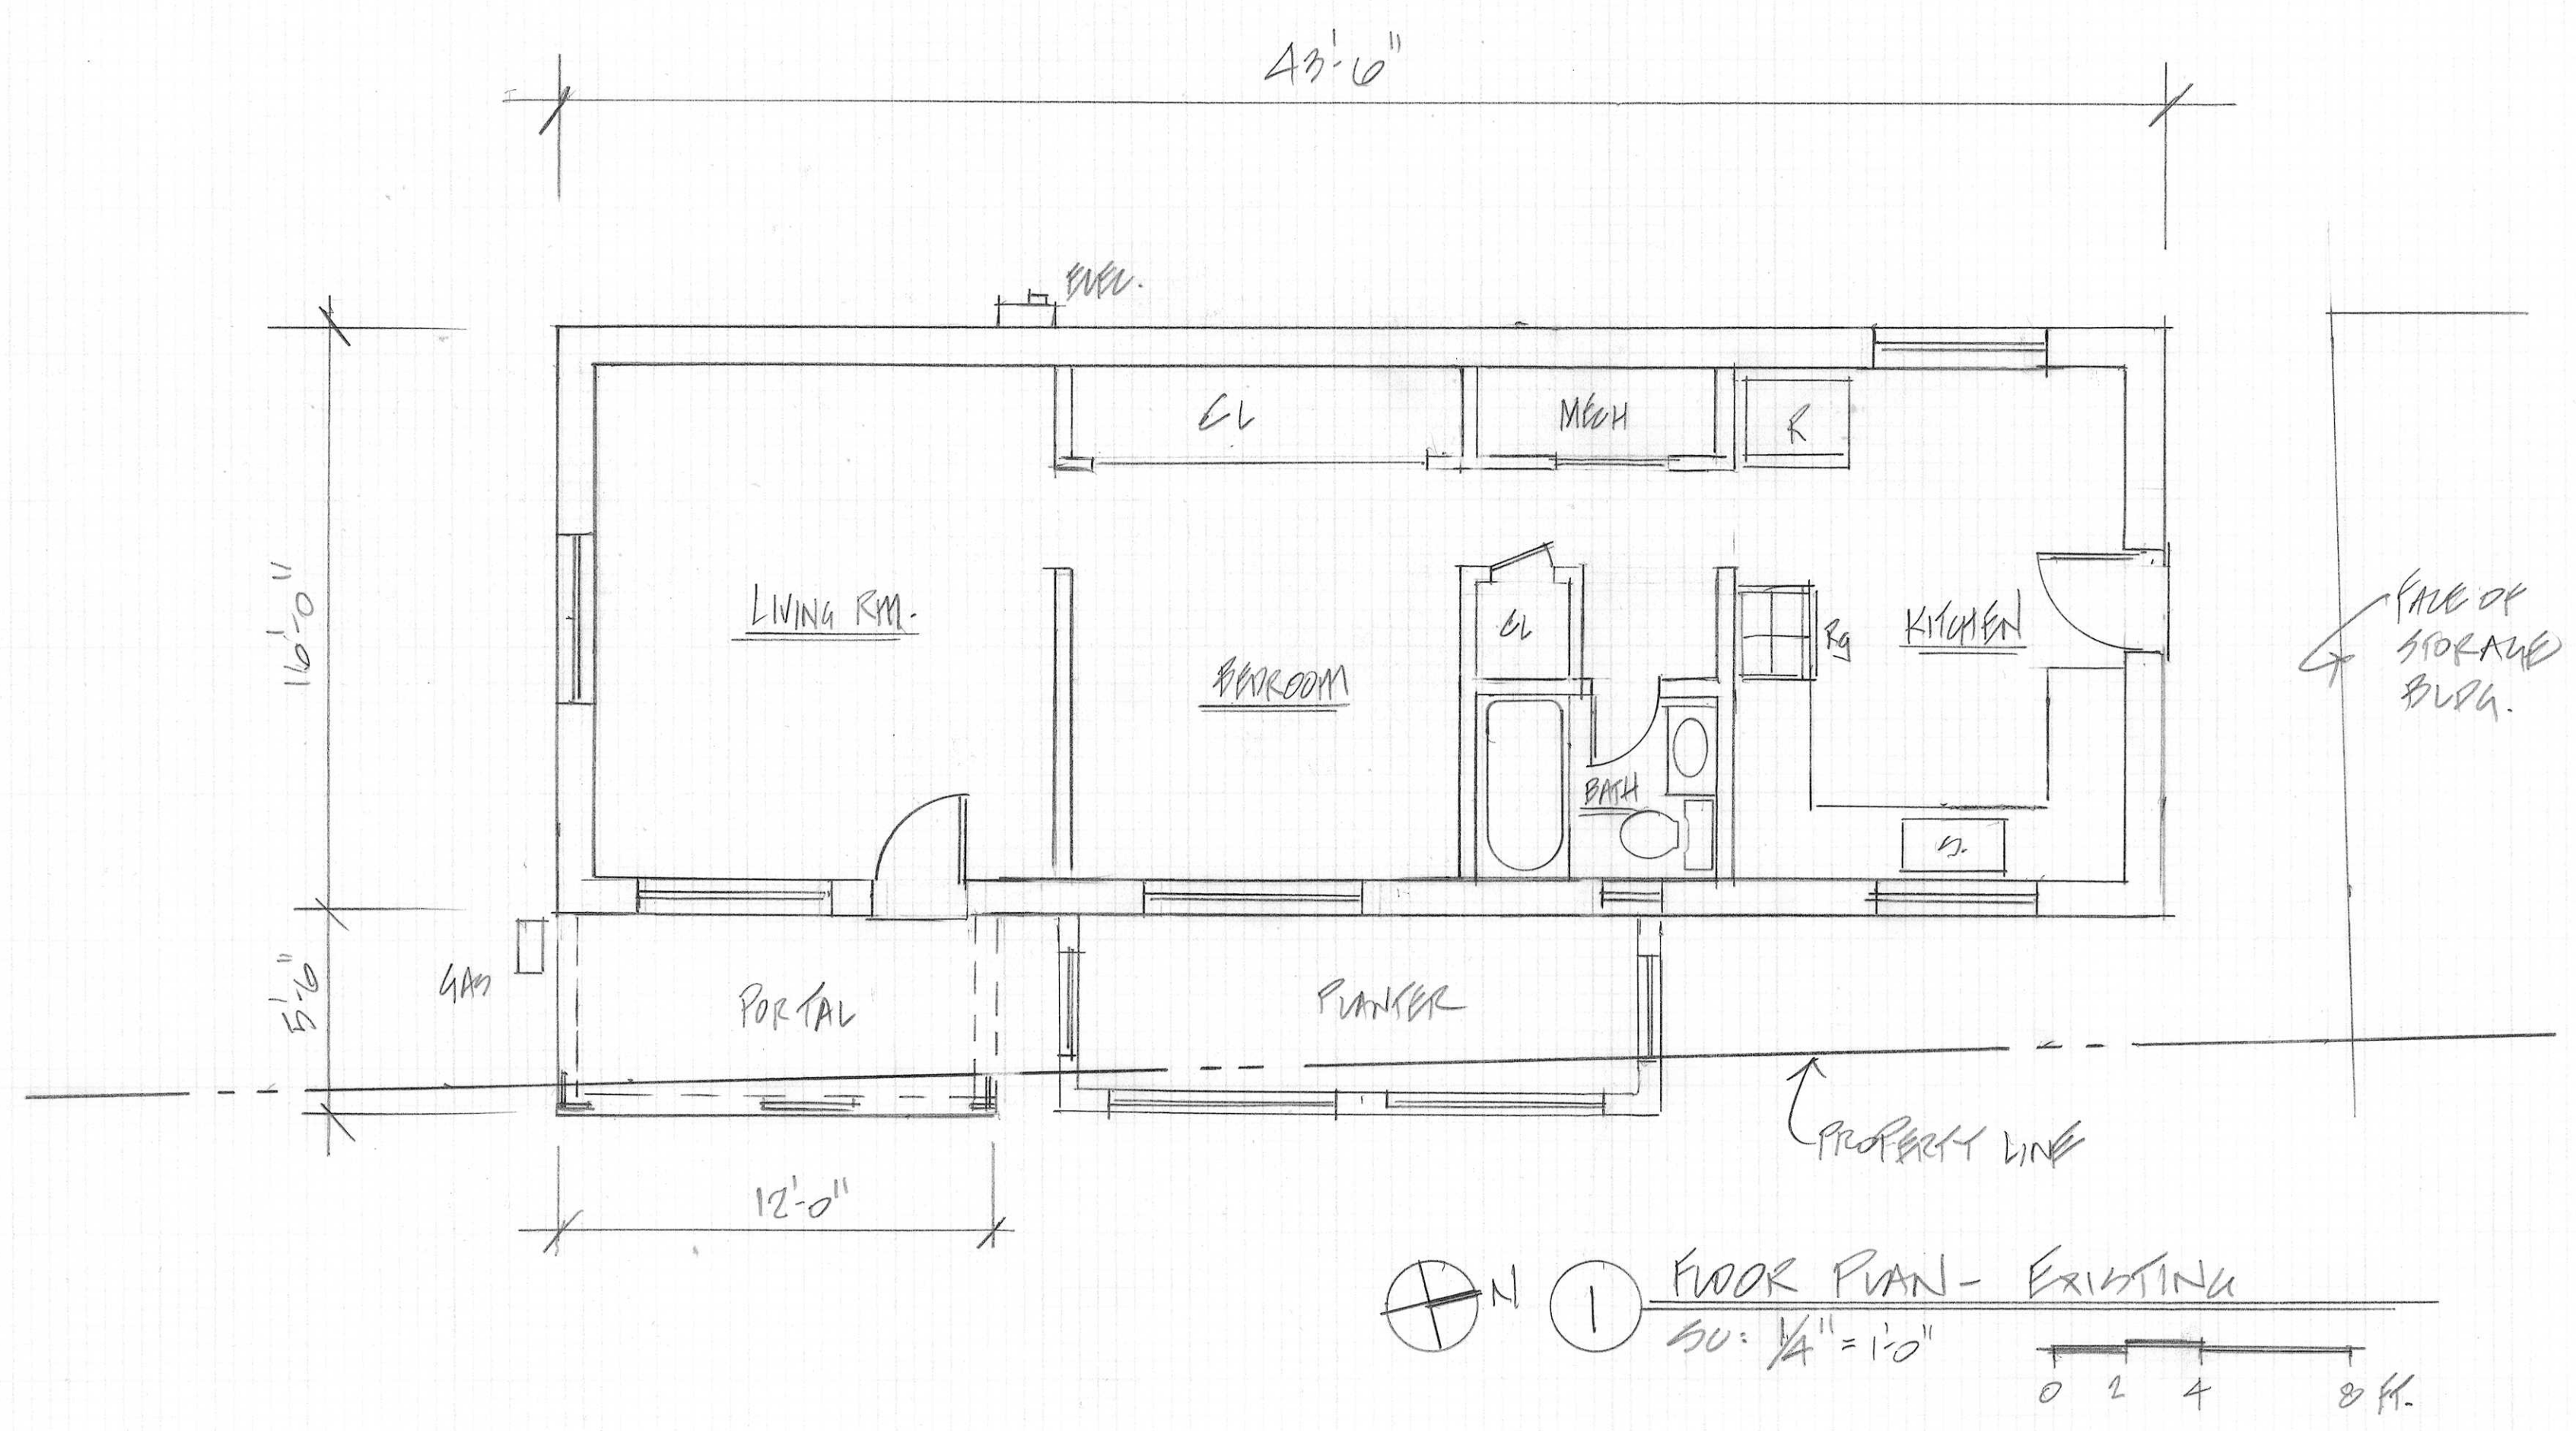 43'-6"
ELEC.
CL
MECH
R
16'-0"
LIVING RM.
BEDROOM
CL
Rg
KITCHEN
FACE OF
STORAGE
BLDG.
BATH
S.
GAS
5'-6"
PORTAL
PLANTER
PROPERTY LINE
12'-0"
N
1
FLOOR PLAN - EXISTING
SC: 1/4" = 1'-0"
0 2 4 8 FT.